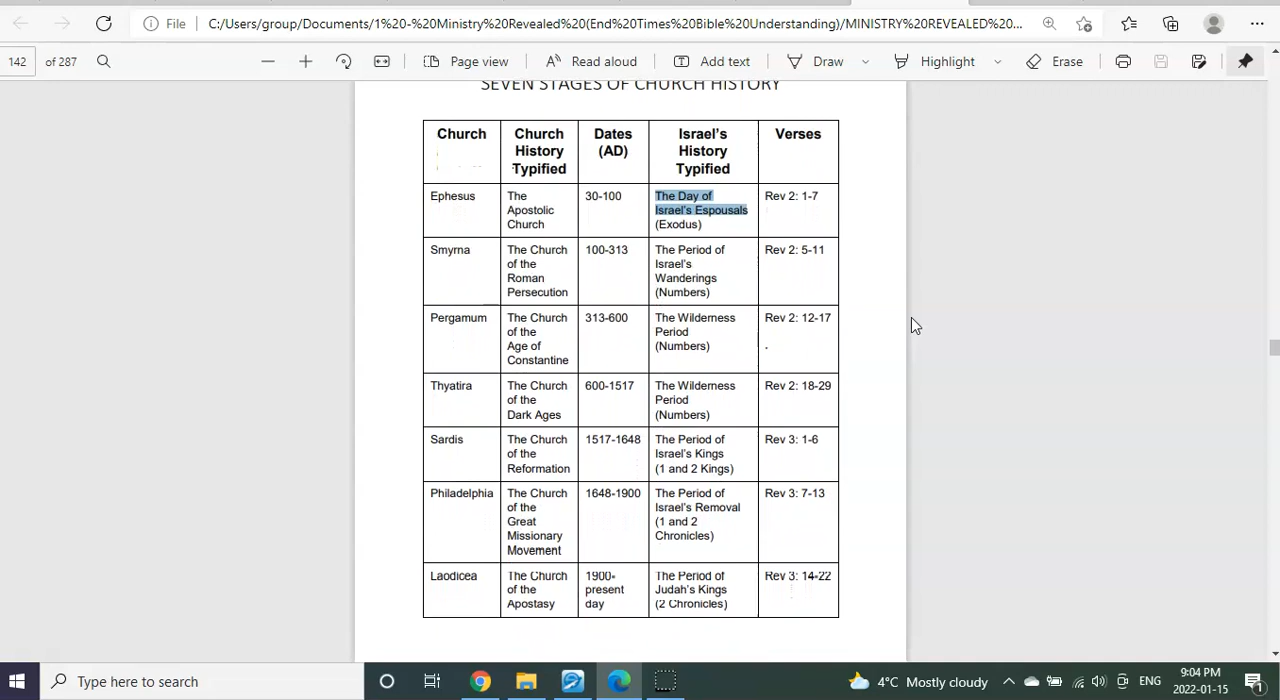 File
C:/Users/group/Documents/1%20-%20Ministry%20Revealed%20(End%20Times%20Bible%20Understanding)/MINISTRY%20REVEALED%20...
142 of 287
Page view
Read aloud
Add text
Draw
Highlight
Erase
SEVEN STAGES OF CHURCH HISTORY
Church
Church
History
Typified
Dates
(AD)
Israel's
History
Typified
Verses
Ephesus
The
Apostolic
Church
30-100
The Day of
Israel's Espousals
(Exodus)
Rev 2: 1-7
Smyrna
The Church
of the
Roman
Persecution
100-313
The Period of
Israel's
Wanderings
(Numbers)
Rev 2: 5-11
Pergamum
The Church
of the
Age of
Constantine
313-600
The Wilderness
Period
(Numbers)
Rev 2: 12-17
Thyatira
The Church
of the
Dark Ages
600-1517
The Wilderness
Period
(Numbers)
Rev 2: 18-29
Sardis
The Church
of the
Reformation
1517-1648
The Period of
Israel's Kings
(1 and 2 Kings)
Rev 3: 1-6
Philadelphia
The Church
of the
Great
Missionary
Movement
1648-1900
The Period of
Israel's Removal
(1 and 2
Chronicles)
Rev 3: 7-13
Laodicea
The Church
of the
Apostasy
1900-
present
day
The Period of
Judah's Kings
(2 Chronicles)
Rev 3: 14-22
Type here to search
4°C Mostly cloudy
ENG
9:04 PM
2022-01-15
1